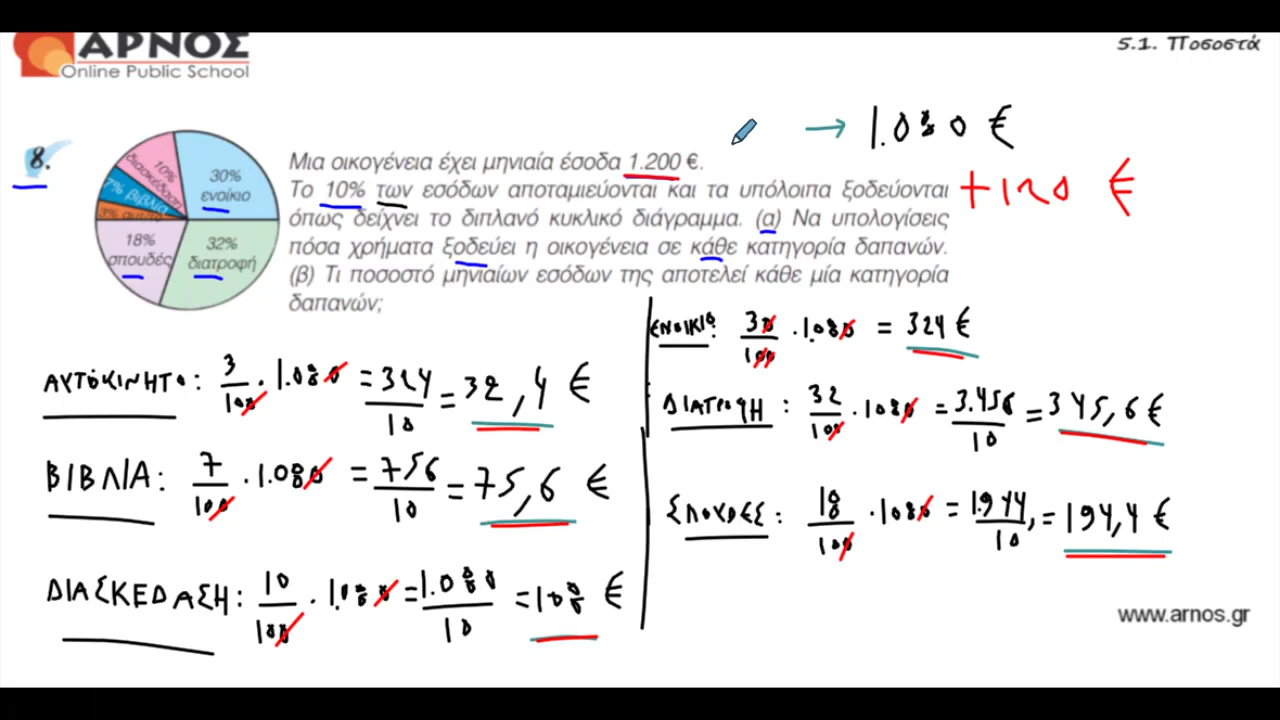 ΑΡΝΟΣ
Online Public School
5.1. Ποσοστά
8.
10% διασκέδαση
30% ενοίκιο
7% βιβλία
3%
18% σπουδές
32% διατροφή
→ 1.080 €
+120 €
Μια οικογένεια έχει μηνιαία έσοδα 1.200 €.
Το 10% των εσόδων αποταμιεύονται και τα υπόλοιπα ξοδεύονται
όπως δείχνει το διπλανό κυκλικό διάγραμμα. (α) Να υπολογίσεις
πόσα χρήματα ξοδεύει η οικογένεια σε κάθε κατηγορία δαπανών.
(β) Τι ποσοστό μηνιαίων εσόδων της αποτελεί κάθε μία κατηγορία
δαπανών;
ΑΥΤΟΚΙΝΗΤΟ: 3/100 · 1.080 = 324/10 = 32,4 €
ΒΙΒΛΙΑ: 7/100 · 1.080 = 756/10 = 75,6 €
ΔΙΑΣΚΕΔΑΣΗ: 10/100 · 1.080 = 1.080/10 = 108 €
ΕΝΟΙΚΙΟ: 30/100 · 1.080 = 324 €
ΔΙΑΤΡΟΦΗ: 32/100 · 1080 = 3.456/10 = 345,6 €
ΣΠΟΥΔΕΣ: 18/100 · 1080 = 1.944/10 = 194,4 €
www.arnos.gr